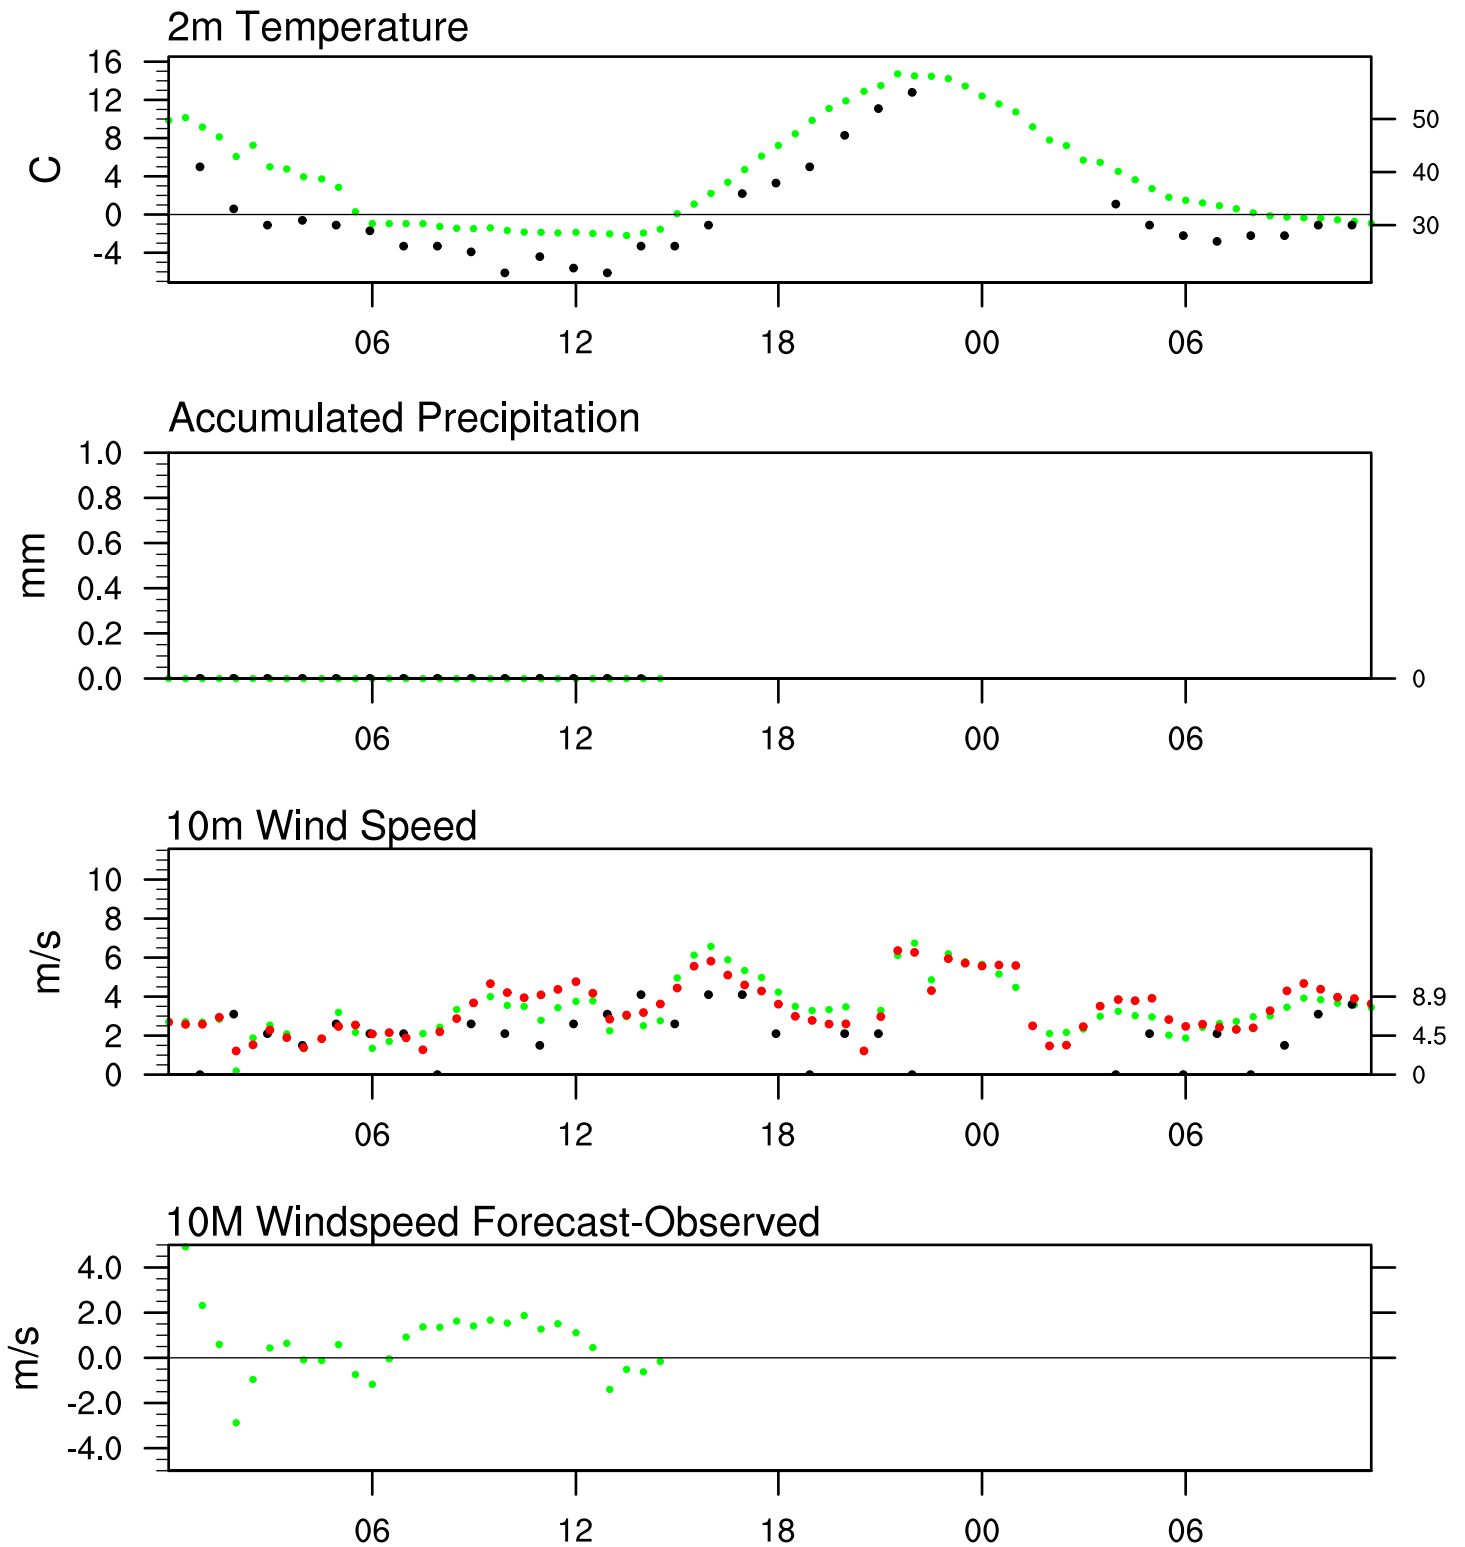 2m Temperature
16
12
8
4
0
-4
C
50
40
30
06 12 18 00 06
Accumulated Precipitation
1.0
0.8
0.6
0.4
0.2
0.0
mm
0
06 12 18 00 06
10m Wind Speed
10
8
6
4
2
0
m/s
8.9
4.5
0
06 12 18 00 06
10M Windspeed Forecast-Observed
4.0
2.0
0.0
-2.0
-4.0
m/s
06 12 18 00 06